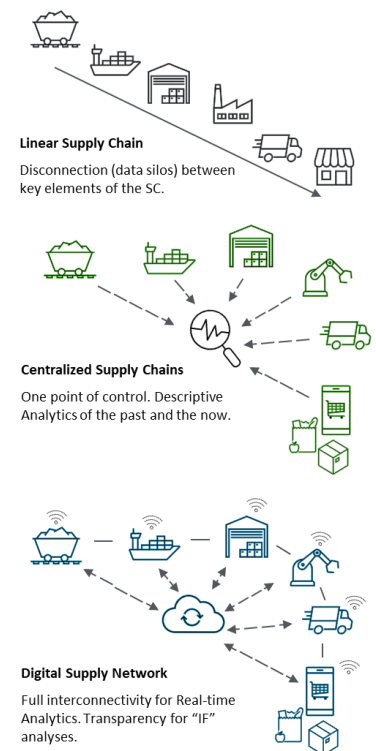 Linear Supply Chain
Disconnection (data silos) between
key elements of the SC.
Centralized Supply Chains
One point of control. Descriptive
Analytics of the past and the now.
Digital Supply Network
Full interconnectivity for Real-time
Analytics. Transparency for “IF”
analyses.